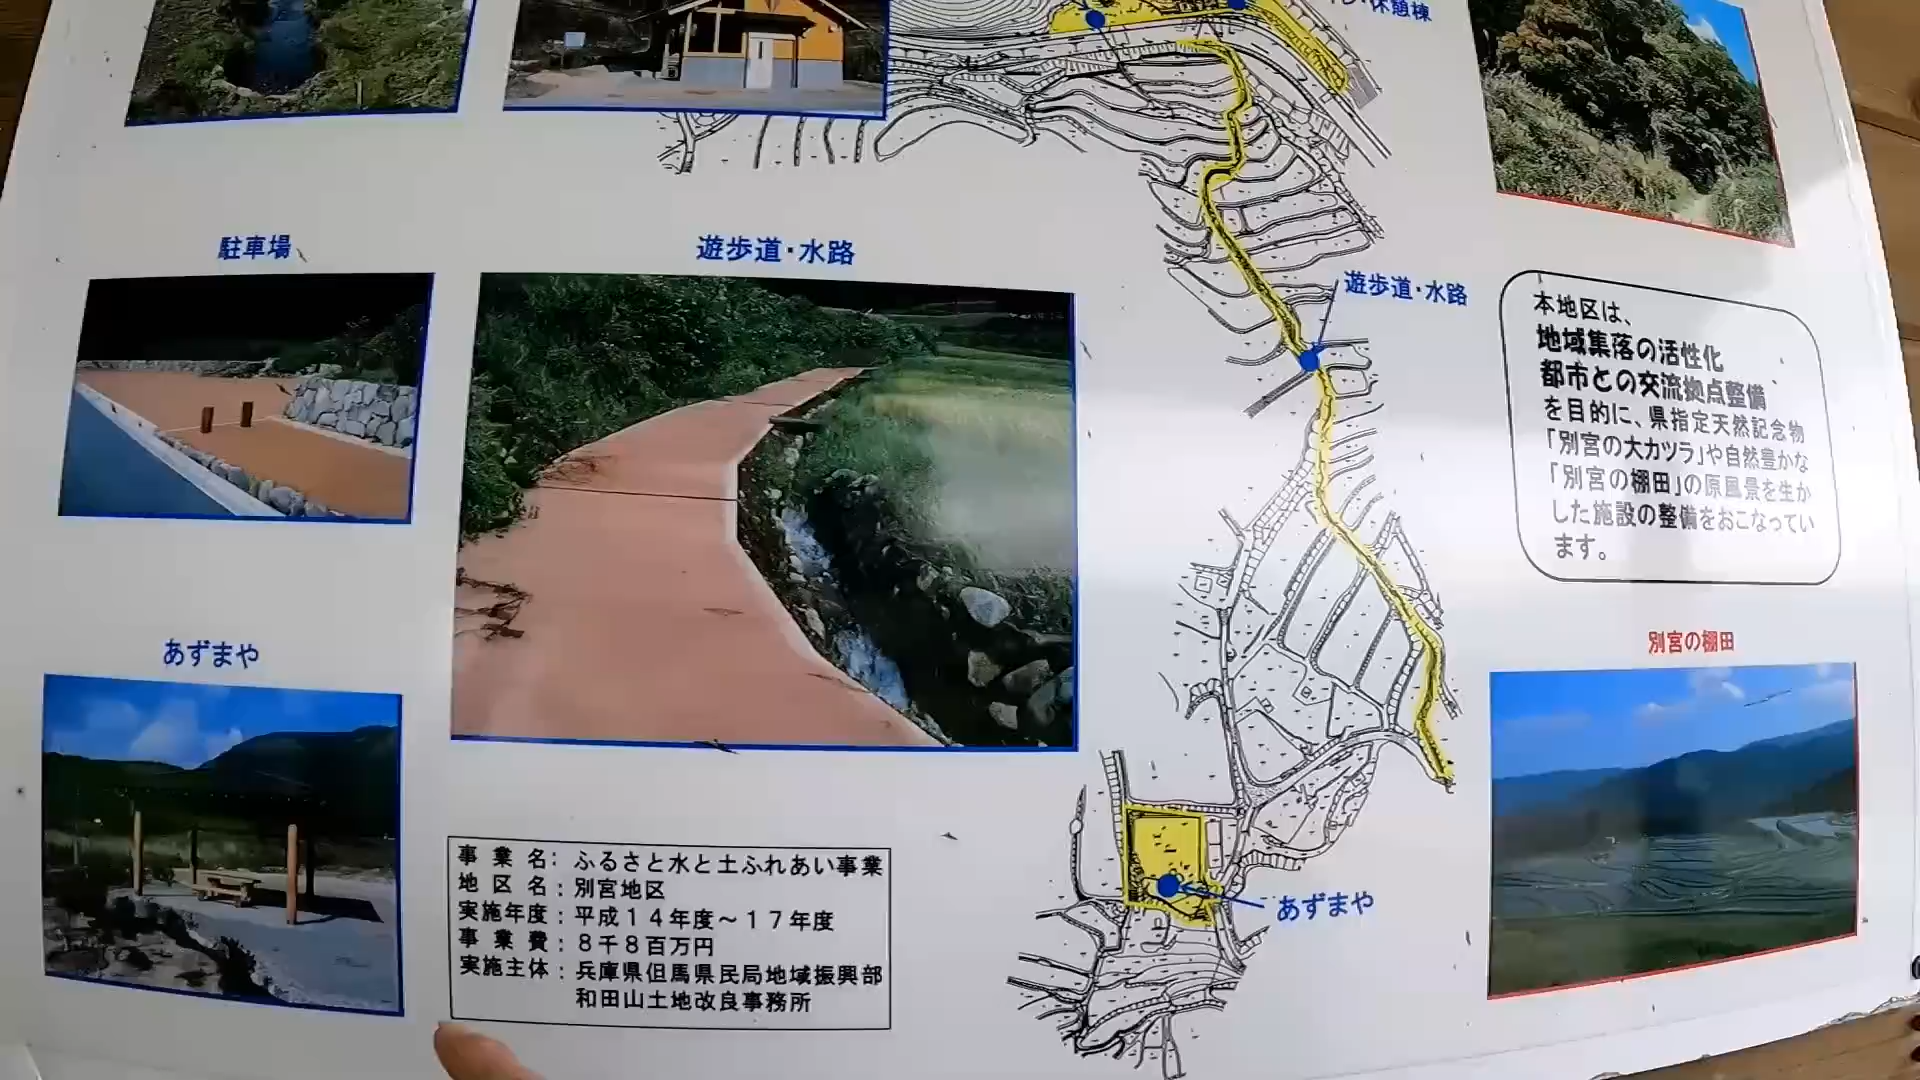 休憩棟
駐車場
遊歩道・水路
遊歩道・水路
本地区は、
地域集落の活性化
都市との交流拠点整備
を目的に、県指定天然記念物
「別宮の大カツラ」や自然豊かな
「別宮の棚田」の原風景を生か
した施設の整備をおこなってい
ます。
あずまや
別宮の棚田
事業名:ふるさと水と土ふれあい事業
地区名:別宮地区
実施年度:平成14年度~17年度
事業費:8千8百万円
実施主体:兵庫県但馬県民局地域振興部
和田山土地改良事務所
あずまや